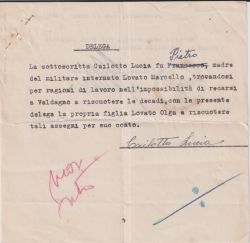 DELEGA
Pietro
La sottoscritta Cailotto Lucia fu Francesco, madre
del militare internato Lovato Marcello, trovandosi
per ragioni di lavoro nell'impossibilità di recarsi
a Valdagno a riscuotere le decadi, con la presente
delega la propria figlia Lovato Olga a riscuotere
tali assegni per suo conto.
Cailotto Lucia